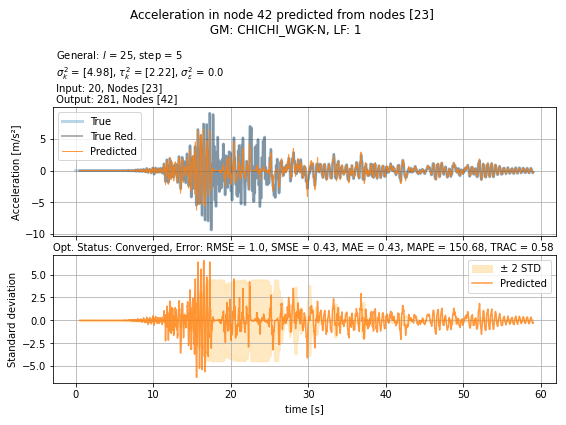 Acceleration in node 42 predicted from nodes [23]
GM: CHICHI_WGK-N, LF: 1
General: l = 25, step = 5
σ²ₖ = [4.98], τ²ₖ = [2.22], σ²ε = 0.0
Input: 20, Nodes [23]
Output: 281, Nodes [42]
Acceleration [m/s²]
5
0
−5
−10
True
True Red.
Predicted
Opt. Status: Converged, Error: RMSE = 1.0, SMSE = 0.43, MAE = 0.43, MAPE = 150.68, TRAC = 0.58
Standard deviation
5.0
2.5
0.0
−2.5
−5.0
± 2 STD
Predicted
0 10 20 30 40 50 60
time [s]